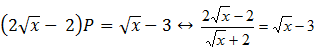 (2√x − 2)P = √x − 3 ↔ (2√x − 2)/(√x + 2) = √x − 3